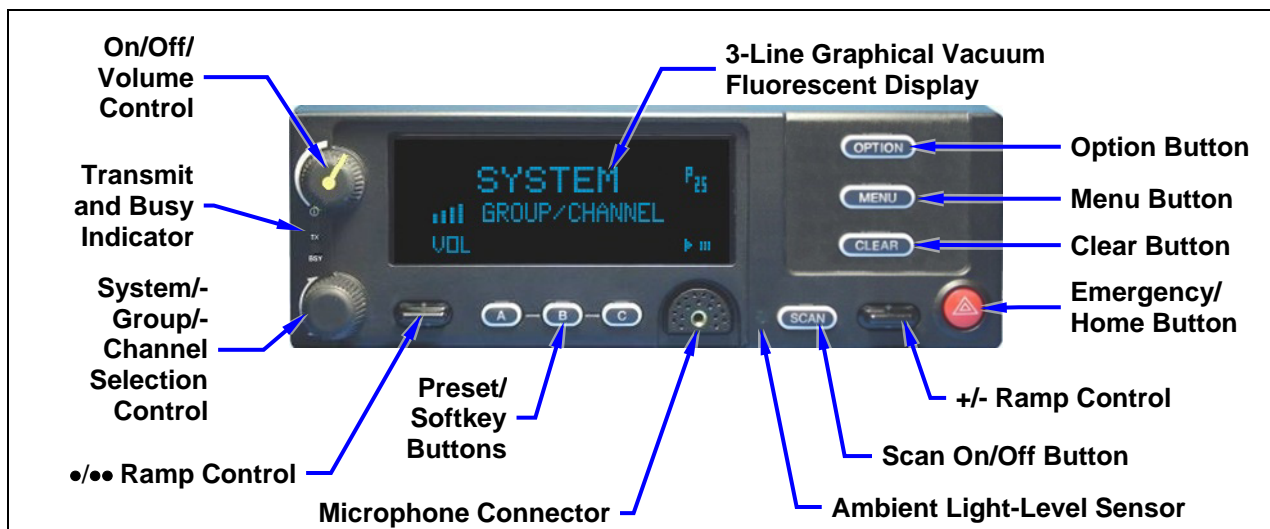 On/Off/
Volume
Control
Transmit
and Busy
Indicator
System/-
Group/-
Channel
Selection
Control
●/●● Ramp Control
3-Line Graphical Vacuum
Fluorescent Display
SYSTEM P25
GROUP/CHANNEL
VOL
TX
BSY
A
B
C
OPTION
MENU
CLEAR
SCAN
Option Button
Menu Button
Clear Button
Emergency/
Home Button
+/- Ramp Control
Scan On/Off Button
Ambient Light-Level Sensor
Preset/
Softkey
Buttons
Microphone Connector